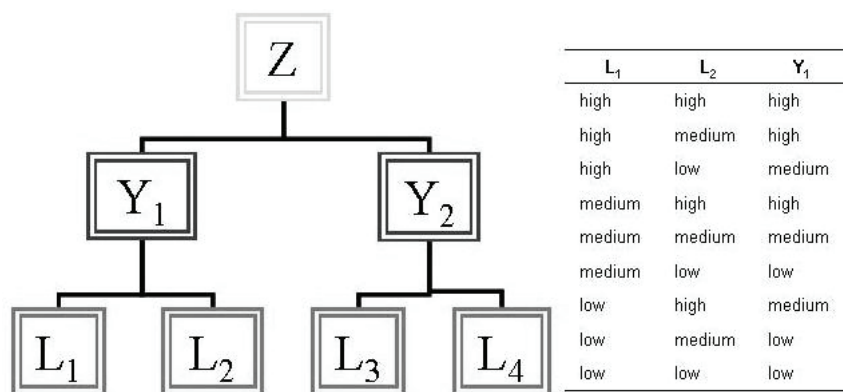 Z
Y₁ Y₂
L₁ L₂ L₃ L₄
L₁ L₂ Y₁
high high high
high medium high
high low medium
medium high high
medium medium medium
medium low low
low high medium
low medium low
low low low